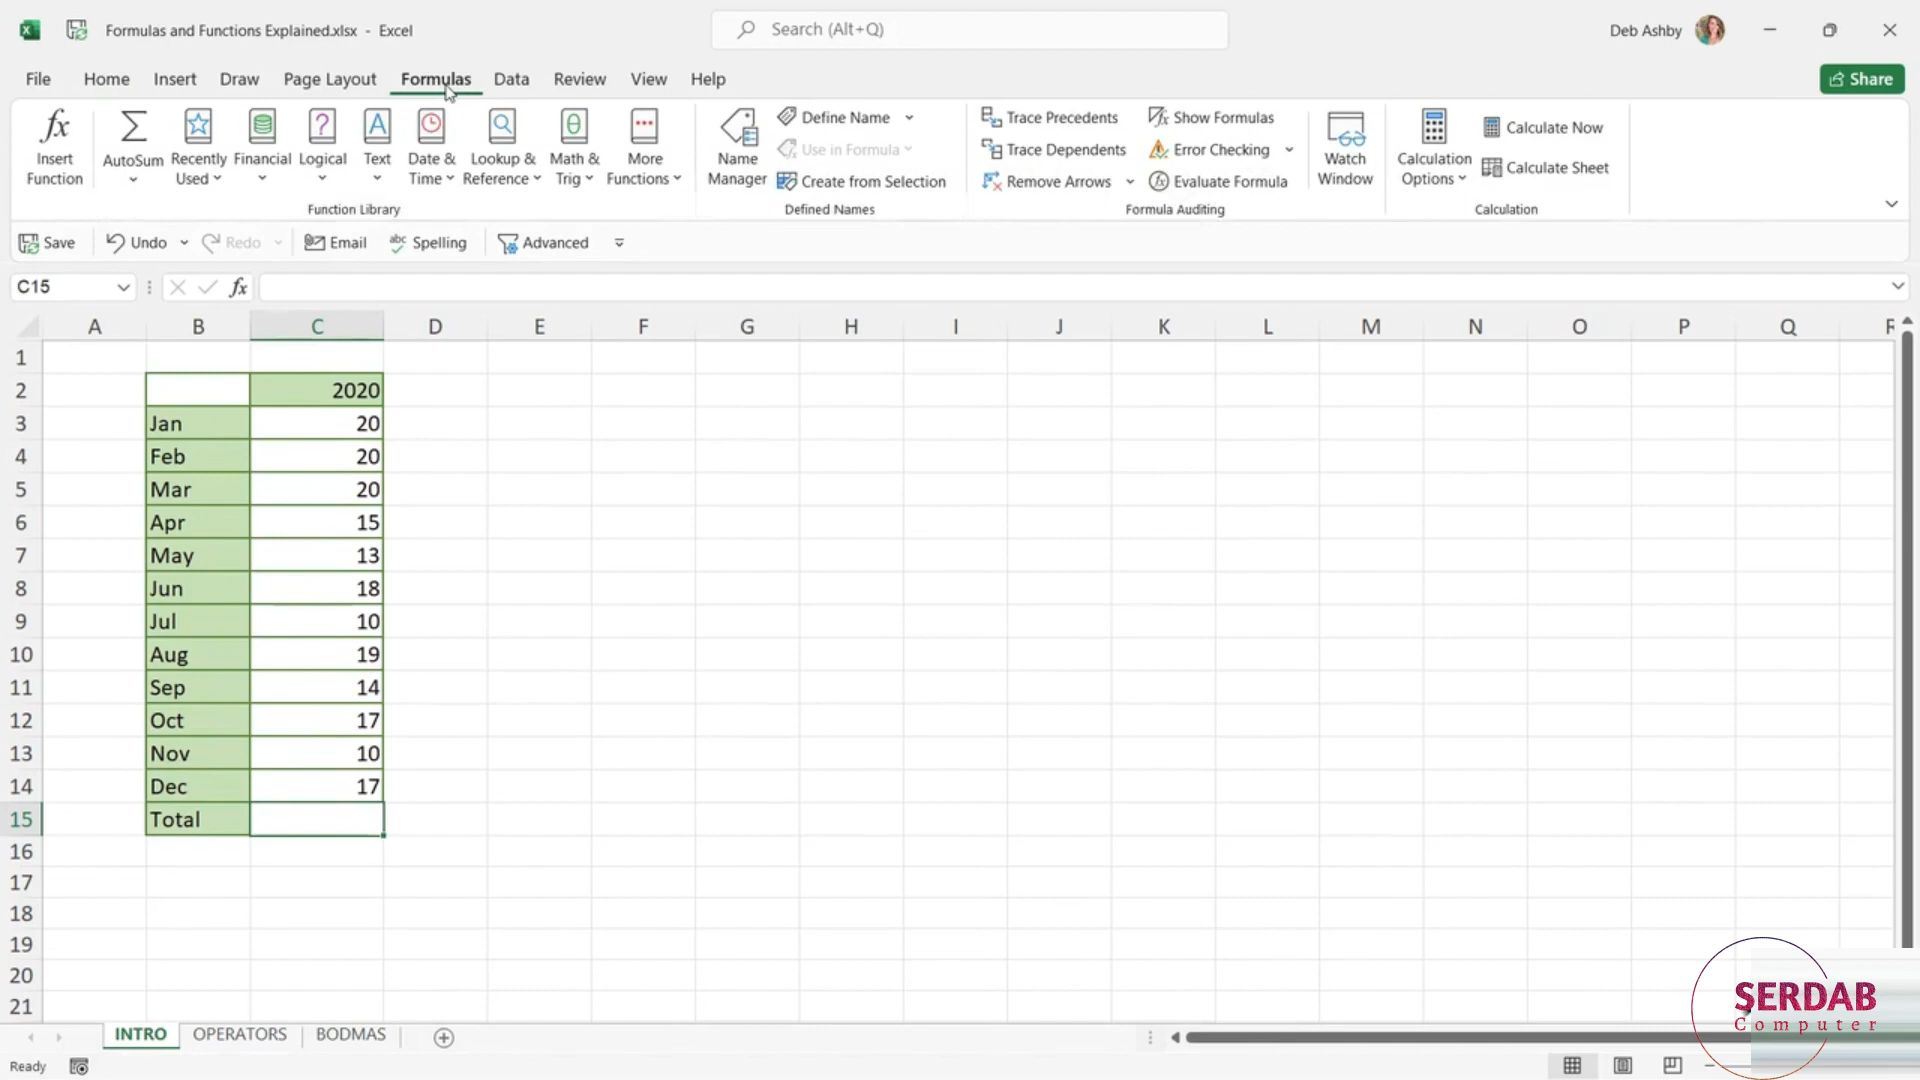 Formulas and Functions Explained.xlsx - Excel
Search (Alt+Q)
Deb Ashby
File Home Insert Draw Page Layout Formulas Data Review View Help
Share
Insert Function
AutoSum
Recently Used
Financial
Logical
Text
Date & Time
Lookup & Reference
Math & Trig
More Functions
Function Library
Name Manager
Define Name
Use in Formula
Create from Selection
Defined Names
Trace Precedents
Trace Dependents
Remove Arrows
Show Formulas
Error Checking
Evaluate Formula
Formula Auditing
Watch Window
Calculation Options
Calculate Now
Calculate Sheet
Calculation
Save Undo Redo Email Spelling Advanced
C15 fx
A B C D E F G H I J K L M N O P Q R
1
2 2020
3 Jan 20
4 Feb 20
5 Mar 20
6 Apr 15
7 May 13
8 Jun 18
9 Jul 10
10 Aug 19
11 Sep 14
12 Oct 17
13 Nov 10
14 Dec 17
15 Total
16
17
18
19
20
21
INTRO OPERATORS BODMAS
Ready
SERDAB
Computer